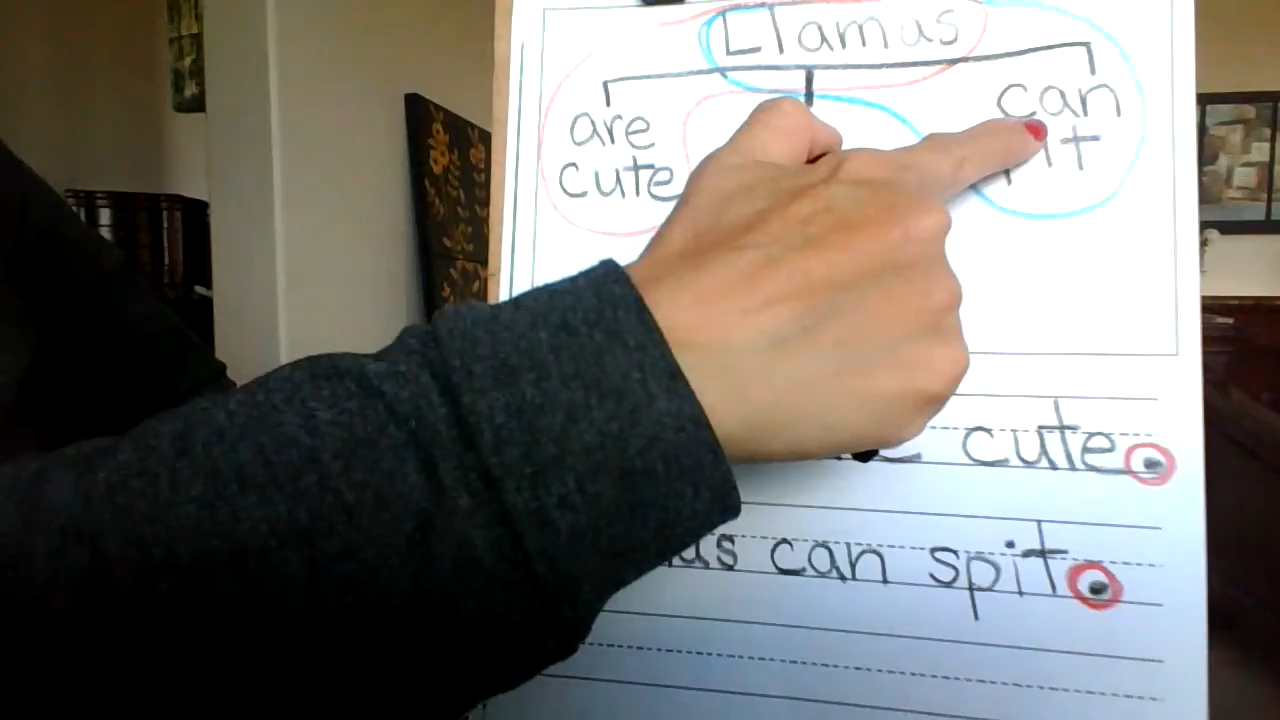 Llamas
are
cute
can
cute.
can spit.